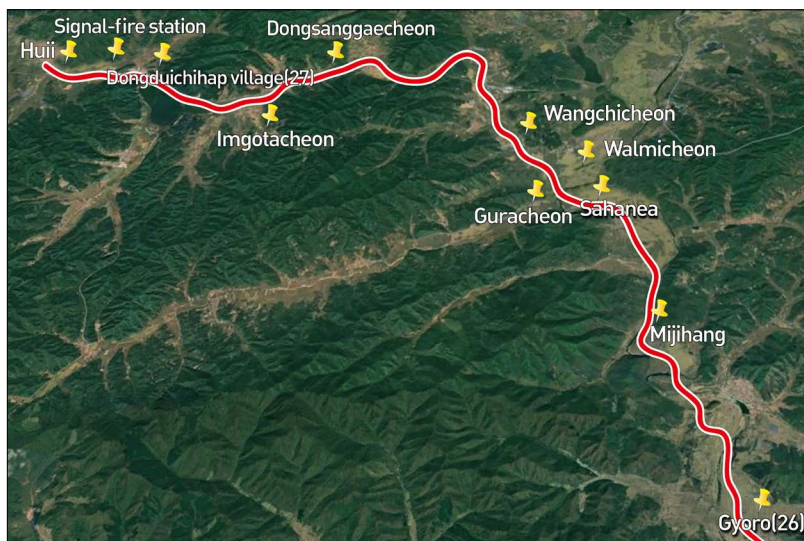 Signal-fire station
Huii
Dongsanggaecheon
Dongduichihap village(27)
Imgotacheon
Wangchicheon
Walmicheon
Guracheon
Sahanea
Mijihang
Gyoro(26)